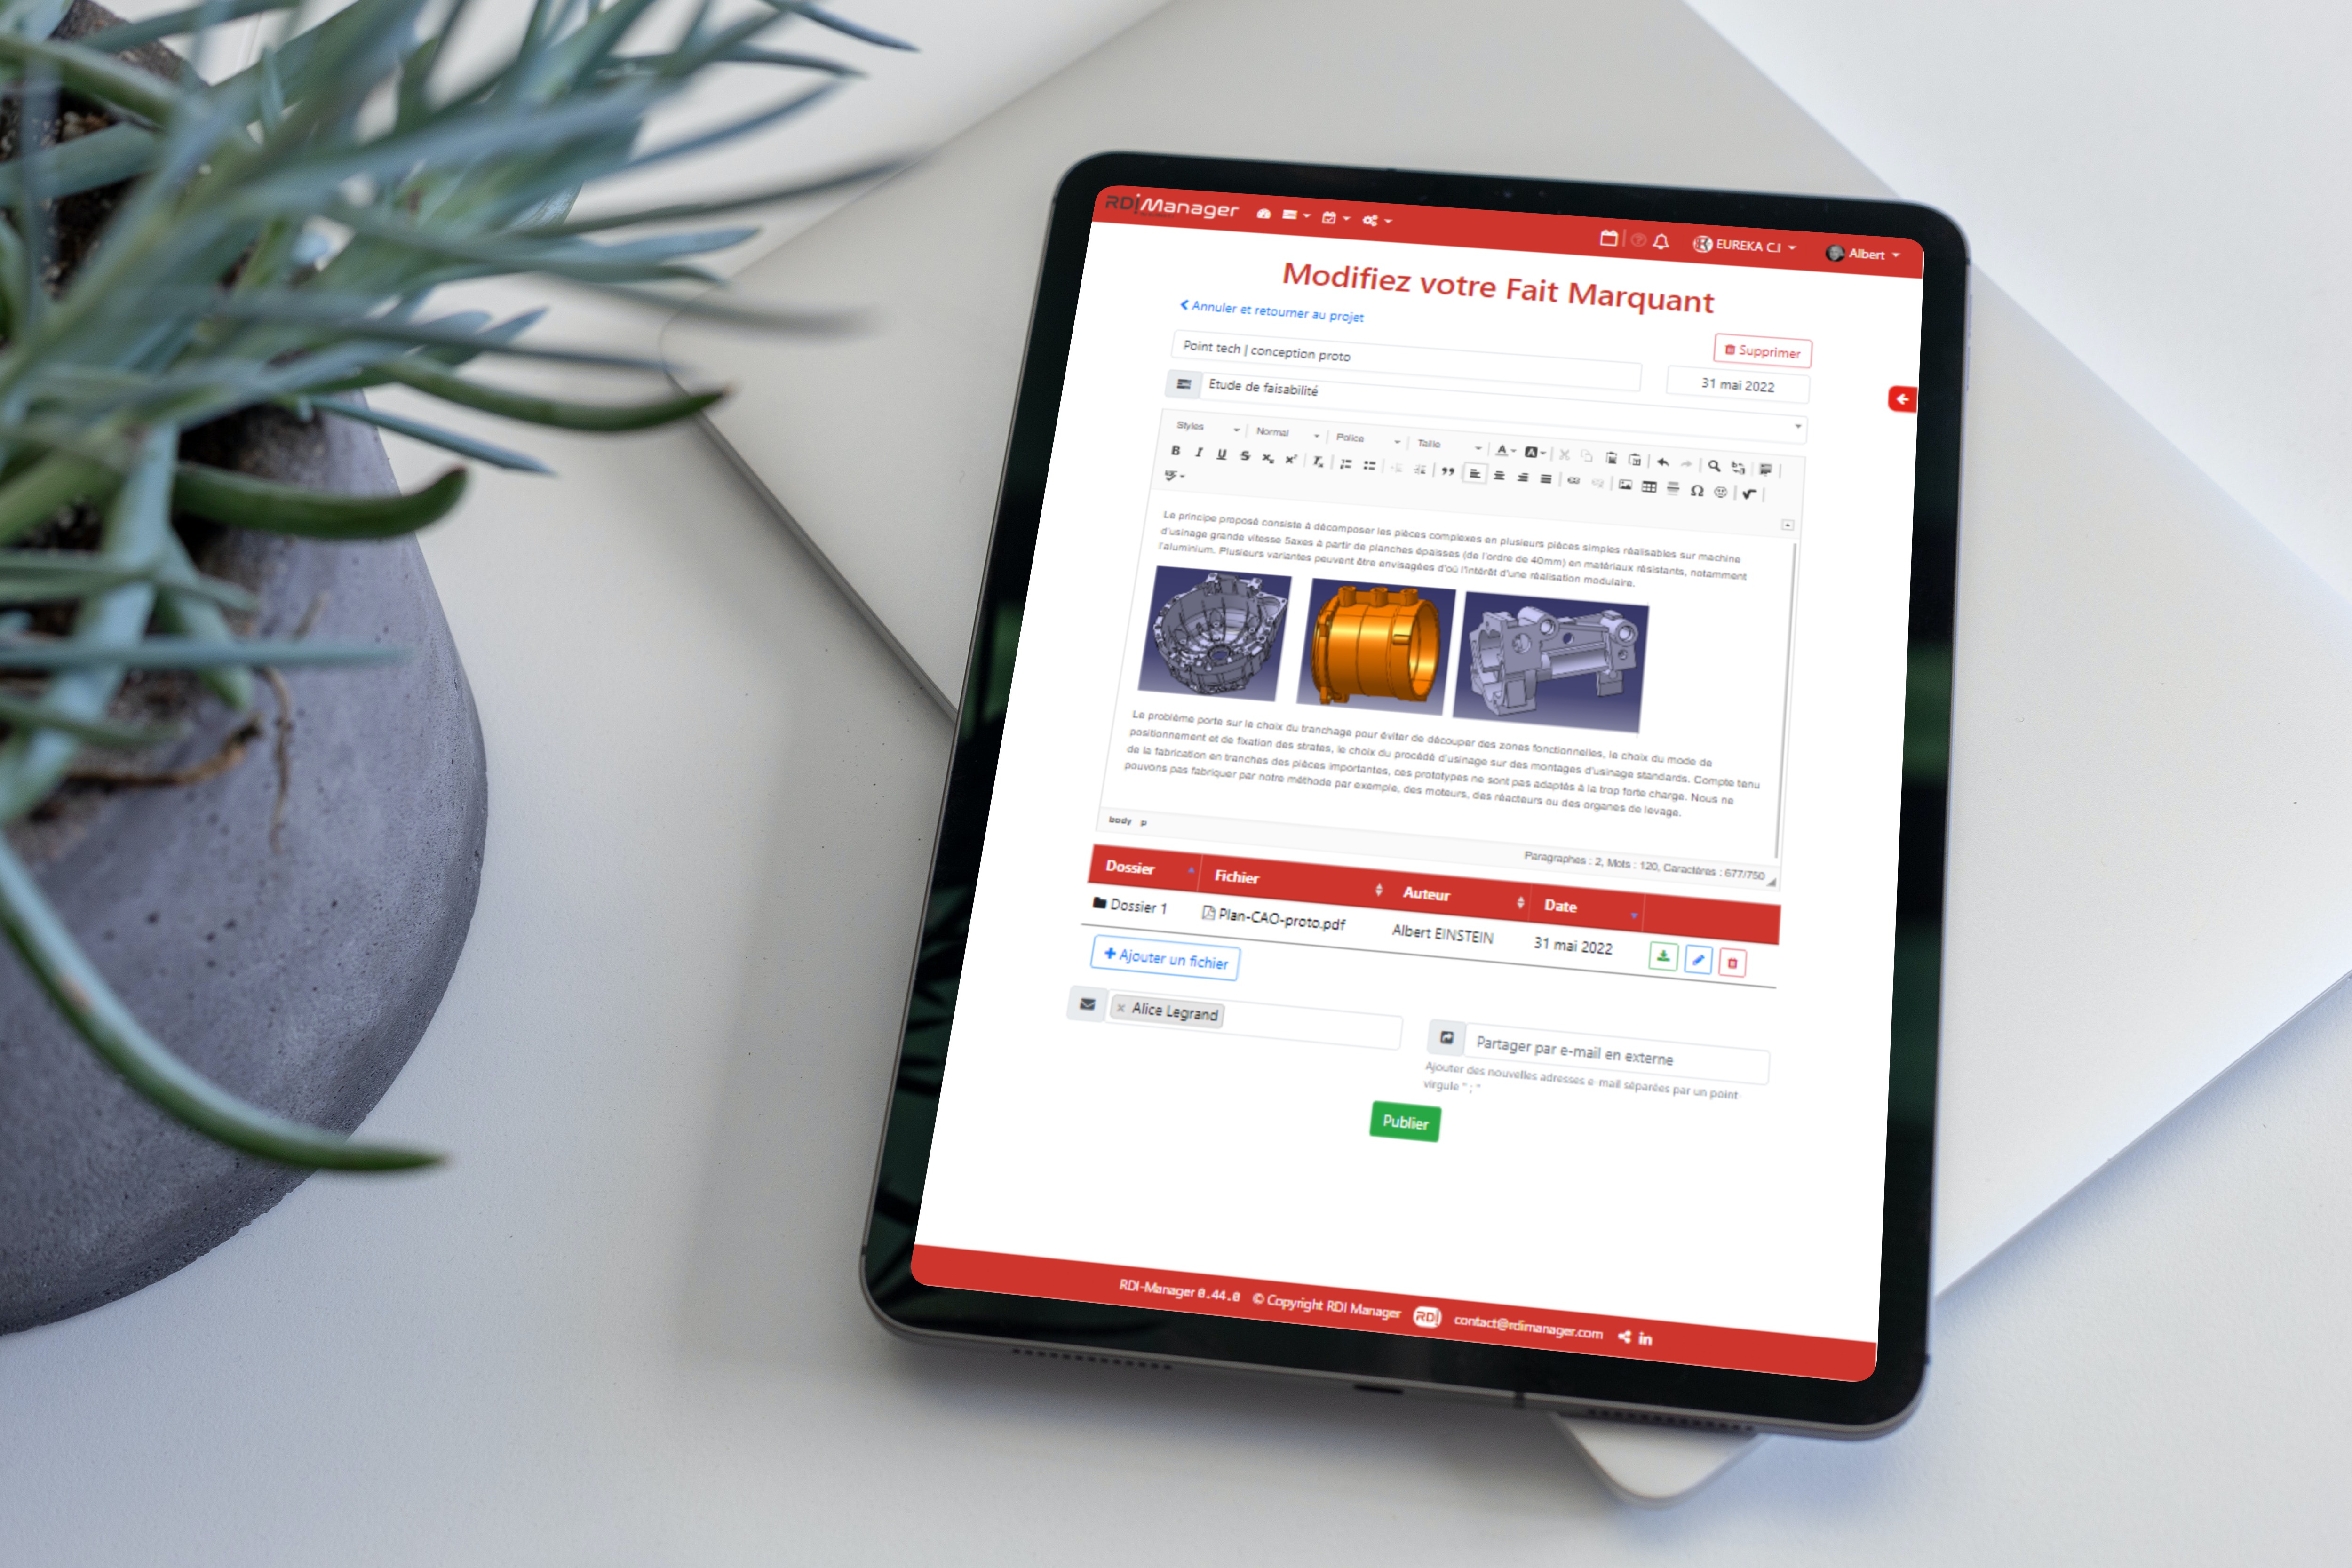 RDI Manager
EUREKA C.I
Albert
Modifiez votre Fait Marquant
Annuler et retourner au projet
Supprimer
Point tech | conception proto
31 mai 2022
Etude de faisabilité
Styles Normal Police Taille
Le principe proposé consiste à décomposer les pièces complexes en plusieurs pièces simples réalisables sur machine
d'usinage grande vitesse 5axes à partir de planches épaisses (de l'ordre de 40mm) en matériaux résistants, notamment
l'aluminium. Plusieurs variantes peuvent être envisagées d'où l'intérêt d'une réalisation modulaire.
Le problème porte sur le choix du tranchage pour éviter de découper des zones fonctionnelles, le choix du mode de
positionnement et de fixation des strates, le choix du procédé d'usinage sur des montages d'usinage standards. Compte tenu
de la fabrication en tranches des pièces importantes, ces prototypes ne sont pas adaptés à la trop forte charge. Nous ne
pouvons pas fabriquer par notre méthode par exemple, des moteurs, des réacteurs ou des organes de levage.
body p
Paragraphes : 2, Mots : 120, Caractères : 677/750
Dossier Fichier Auteur Date
Dossier 1 Plan-CAO-proto.pdf Albert EINSTEIN 31 mai 2022
Ajouter un fichier
× Alice Legrand
Partager par e-mail en externe
Ajouter des nouvelles adresses e-mail séparées par un point-
virgule " ; "
Publier
RDI-Manager 0.44.0 © Copyright RDI Manager RDI contact@rdimanager.com in